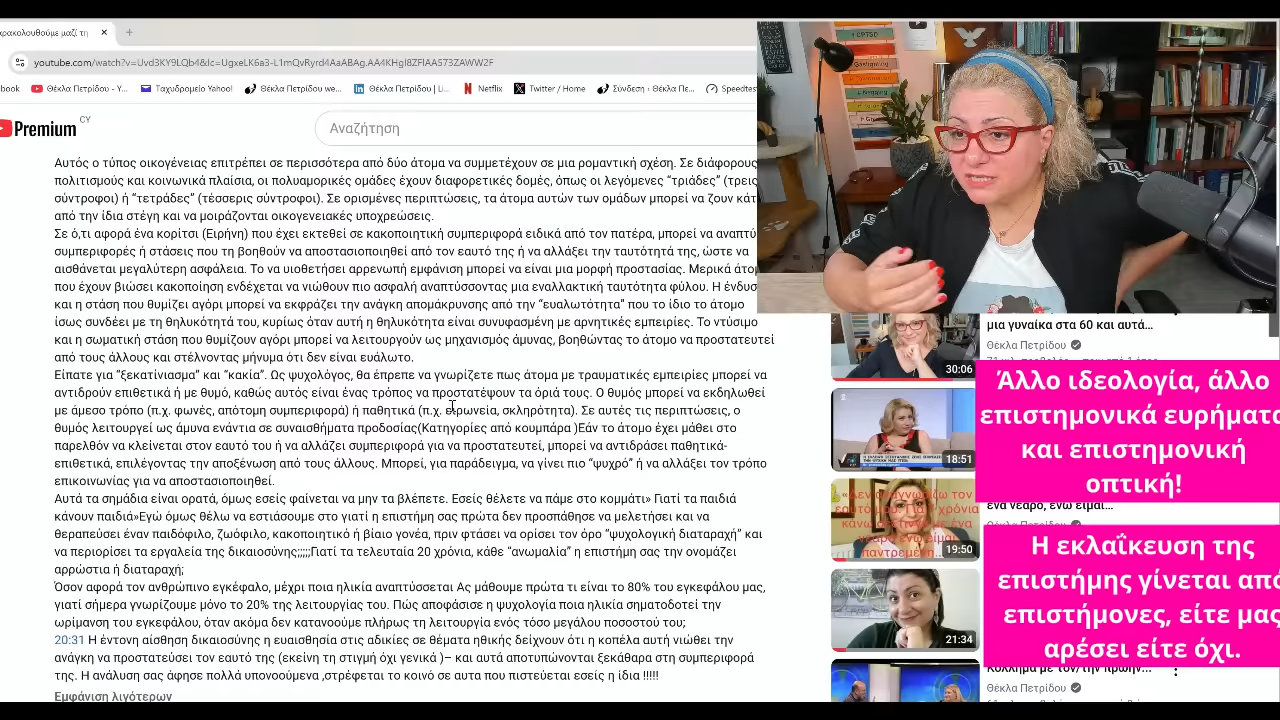 αρακολουθούμε μαζί τη
youtube.com/watch?v=
book
Θέκλα Πετρίδου - Y...
Ταχυδρομείο Yahoo!
Θέκλα Πετρίδου we...
Θέκλα Πετρίδου | L...
Netflix
Twitter / Home
Σύνδεση ‹ Θέκλα Πε...
Speedtest
Premium CY
Αναζήτηση
Αυτός ο τύπος οικογένειας επιτρέπει σε περισσότερα από δύο άτομα να συμμετέχουν σε μια ρομαντική σχέση. Σε διάφορους
πολιτισμούς και κοινωνικά πλαίσια, οι πολυαμορικές ομάδες έχουν διαφορετικές δομές, όπως οι λεγόμενες “τριάδες” (τρεις
σύντροφοι) ή “τετράδες” (τέσσερις σύντροφοι). Σε ορισμένες περιπτώσεις, τα άτομα αυτών των ομάδων μπορεί να ζουν κάτ
από την ίδια στέγη και να μοιράζονται οικογενειακές υποχρεώσεις.
Σε ό,τι αφορά ένα κορίτσι (Ειρήνη) που έχει εκτεθεί σε κακοποιητική συμπεριφορά ειδικά από τον πατέρα, μπορεί να αναπτύ
συμπεριφορές ή στάσεις που τη βοηθούν να αποστασιοποιηθεί από τον εαυτό της ή να αλλάξει την ταυτότητά της, ώστε να
αισθάνεται μεγαλύτερη ασφάλεια. Το να υιοθετήσει αρρενωπή εμφάνιση μπορεί να είναι μια μορφή προστασίας. Μερικά άτομ
που έχουν βιώσει κακοποίηση ενδέχεται να νιώθουν πιο ασφαλή αναπτύσσοντας μια εναλλακτική ταυτότητα φύλου. Η ένδυσ
και η στάση που θυμίζει αγόρι μπορεί να εκφράζει την ανάγκη απομάκρυνσης από την “ευαλωτότητα” που το ίδιο το άτομο
ίσως συνδέει με τη θηλυκότητά του, κυρίως όταν αυτή η θηλυκότητα είναι συνυφασμένη με αρνητικές εμπειρίες. Το ντύσιμο
και η σωματική στάση που θυμίζουν αγόρι μπορεί να λειτουργούν ως μηχανισμός άμυνας, βοηθώντας το άτομο να προστατευτεί
από τους άλλους και στέλνοντας μήνυμα ότι δεν είναι ευάλωτο.
Είπατε για “ξεκατίνιασμα” και “κακία”. Ως ψυχολόγος, θα έπρεπε να γνωρίζετε πως άτομα με τραυματικές εμπειρίες μπορεί να
αντιδρούν επιθετικά ή με θυμό, καθώς αυτός είναι ένας τρόπος να προστατέψουν τα όριά τους. Ο θυμός μπορεί να εκδηλωθεί
με άμεσο τρόπο (π.χ. φωνές, απότομη συμπεριφορά) ή παθητικά (π.χ. ειρωνεία, σκληρότητα). Σε αυτές τις περιπτώσεις, ο
θυμός λειτουργεί ως άμυνα ενάντια σε συναισθήματα προδοσίας(Κατηγορίες από κουμπάρα )Εάν το άτομο έχει μάθει στο
παρελθόν να κλείνεται στον εαυτό του ή να αλλάζει συμπεριφορά για να προστατευτεί, μπορεί να αντιδράσει παθητικά-
επικοινωνίας για να αποστασιοποιηθεί.
Αυτά τα σημάδια είναι ορατά, όμως εσείς φαίνεται να μην τα βλέπετε. Εσείς θέλετε να πάμε στο κομμάτι» Γιατί τα παιδιά
κάνουν παιδιά»Εγώ όμως θέλω να εστιάσουμε στο γιατί η επιστήμη σας πρώτα δεν προσπάθησε να μελετήσει και να
θεραπεύσει έναν παιδόφιλο, ζωόφιλο, κακοποιητικό ή βίαιο γονέα, πριν φτάσει να ορίσει τον όρο “ψυχολογική διαταραχή” και
να περιορίσει τα εργαλεία της δικαιοσύνης;;;;;Γιατί τα τελευταία 20 χρόνια, κάθε “ανωμαλία” η επιστήμη σας την ονομάζει
αρρώστια ή διαταραχή;
Όσον αφορά τον ανθρώπινο εγκέφαλο, μέχρι ποια ηλικία αναπτύσσεται; Ας μάθουμε πρώτα τι είναι το 80% του εγκεφάλου μας,
γιατί σήμερα γνωρίζουμε μόνο το 20% της λειτουργίας του. Πώς αποφάσισε η ψυχολογία ποια ηλικία σηματοδοτεί την
ωρίμανση του εγκεφάλου, όταν ακόμα δεν κατανοούμε πλήρως τη λειτουργία ενός τόσο μεγάλου ποσοστού του;
20:31 Η έντονη αίσθηση δικαιοσύνης η ευαισθησία στις αδικίες σε θέματα ηθικής δείχνουν ότι η κοπέλα αυτή νιώθει την
ανάγκη να προστατεύσει τον εαυτό της (εκείνη τη στιγμή όχι γενικά )– και αυτά αποτυπώνονται ξεκάθαρα στη συμπεριφορά
της. Η ανάλυσή σας άφησε πολλά υπονοούμενα ,στρέφεται το κοινό σε αυτα που πιστεύεται εσείς η ίδια !!!!!
Εμφάνιση λιγότερων
μια γυναίκα στα 60 και αυτά...
Θέκλα Πετρίδου
30:06
Άλλο ιδεολογία, άλλο
επιστημονικά ευρήματα
και επιστημονική
οπτική!
18:51
ένα νεαρό, ενώ είμαι...
19:50
Η εκλαΐκευση της
επιστήμης γίνεται από
επιστήμονες, είτε μας
αρέσει είτε όχι.
21:34
Θέκλα Πετρίδου